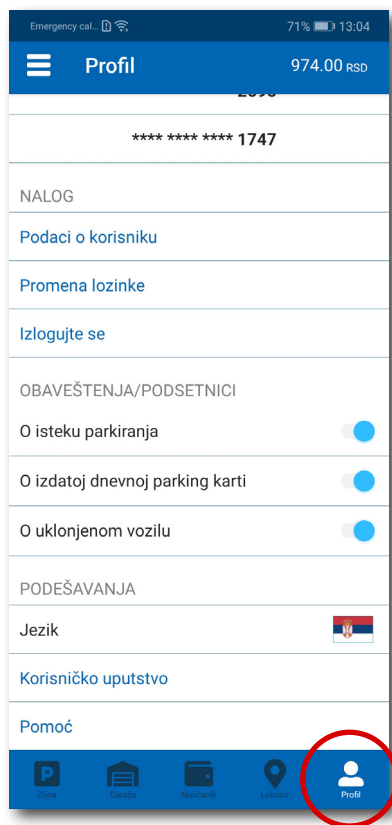 Emergency cal...
71% 13:04
Profil
974.00 RSD
**** **** **** 1747
NALOG
Podaci o korisniku
Promena lozinke
Izlogujte se
OBAVEŠTENJA/PODSETNICI
O isteku parkiranja
O izdatoj dnevnoj parking karti
O uklonjenom vozilu
PODEŠAVANJA
Jezik
Korisničko uputstvo
Pomoć
P
Zona
Garaža
Novčanik
Lokator
Profil